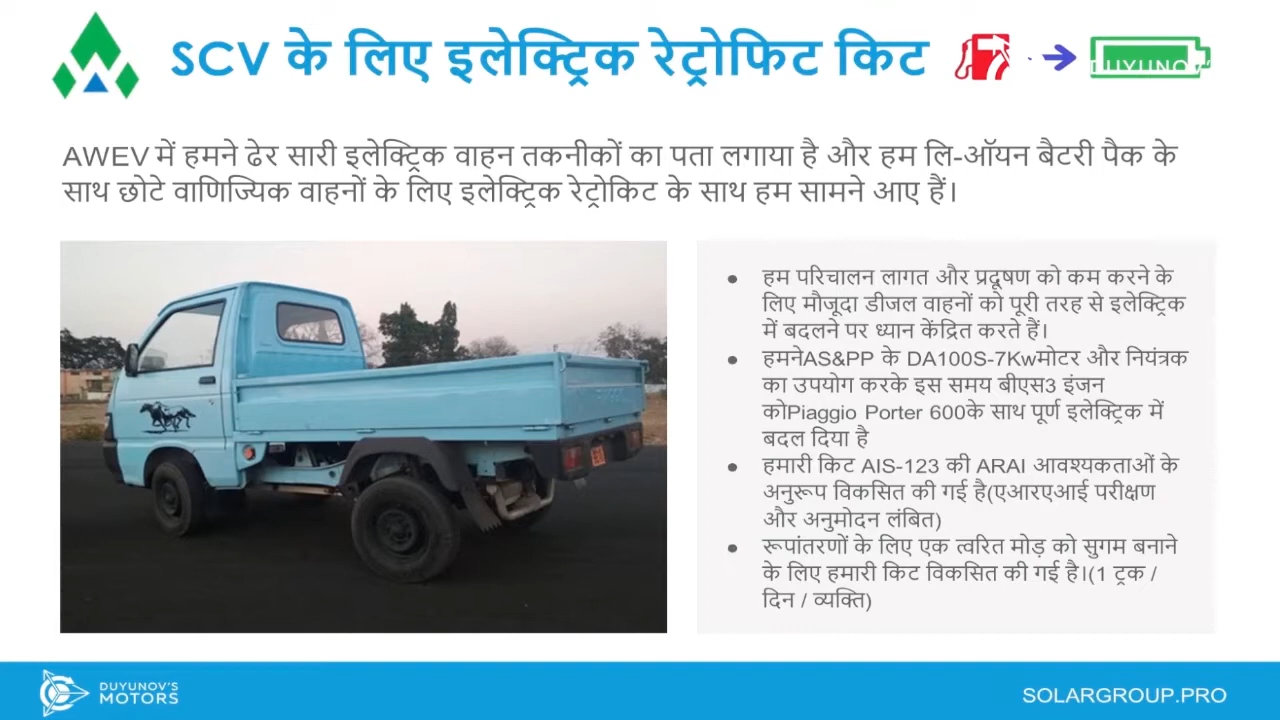 SCV के लिए इलेक्ट्रिक रेट्रोफिट किट
DUYUNOV
AWEV में हमने ढेर सारी इलेक्ट्रिक वाहन तकनीकों का पता लगाया है और हम लि-ऑयन बैटरी पैक के
साथ छोटे वाणिज्यिक वाहनों के लिए इलेक्ट्रिक रेट्रोकिट के साथ हम सामने आए हैं।
● हम परिचालन लागत और प्रदूषण को कम करने के
लिए मौजूदा डीजल वाहनों को पूरी तरह से इलेक्ट्रिक
में बदलने पर ध्यान केंद्रित करते हैं।
● हमनेAS&PP के DA100S-7Kwमोटर और नियंत्रक
का उपयोग करके इस समय बीएस3 इंजन
कोPiaggio Porter 600के साथ पूर्ण इलेक्ट्रिक में
बदल दिया है
● हमारी किट AIS-123 की ARAI आवश्यकताओं के
अनुरूप विकसित की गई है(एआरएआई परीक्षण
और अनुमोदन लंबित)
● रूपांतरणों के लिए एक त्वरित मोड़ को सुगम बनाने
के लिए हमारी किट विकसित की गई है।(1 ट्रक /
दिन / व्यक्ति)
DUYUNOV'S
MOTORS
SOLARGROUP.PRO